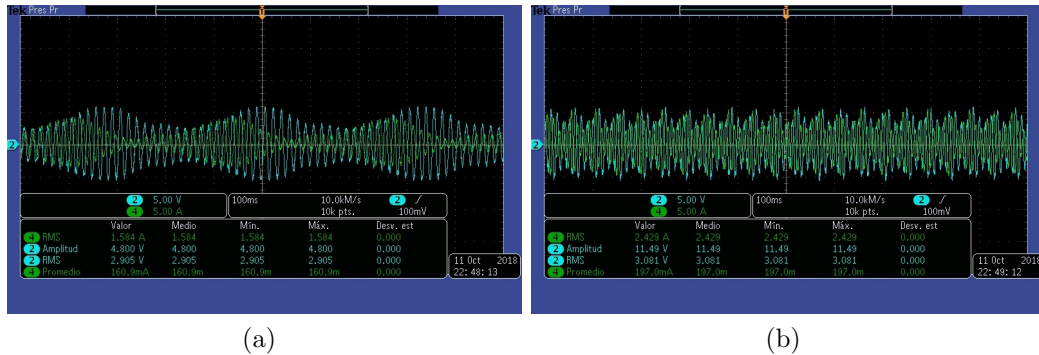 Tek Pres Pr
T
2
2 5.00 V
4 5.00 A
100ms 10.0kM/s 2
10k pts. 100mV
Valor Medio Mín. Máx. Desv. est
4 RMS 1.584 A 1.584 1.584 1.584 0.000
2 Amplitud 4.800 V 4.800 4.800 4.800 0.000
2 RMS 2.905 V 2.905 2.905 2.905 0.000
4 Promedio 160.9mA 160.9m 160.9m 160.9m 0.000
11 Oct 2018
22:48:13
(a)
Tek Pres Pr
T
2
2 5.00 V
4 5.00 A
100ms 10.0kM/s 2
10k pts. 100mV
Valor Medio Mín. Máx. Desv. est
4 RMS 2.429 A 2.429 2.429 2.429 0.000
2 Amplitud 11.49 V 11.49 11.49 11.49 0.000
2 RMS 3.081 V 3.081 3.081 3.081 0.000
4 Promedio 197.0mA 197.0m 197.0m 197.0m 0.000
11 Oct 2018
22:49:12
(b)